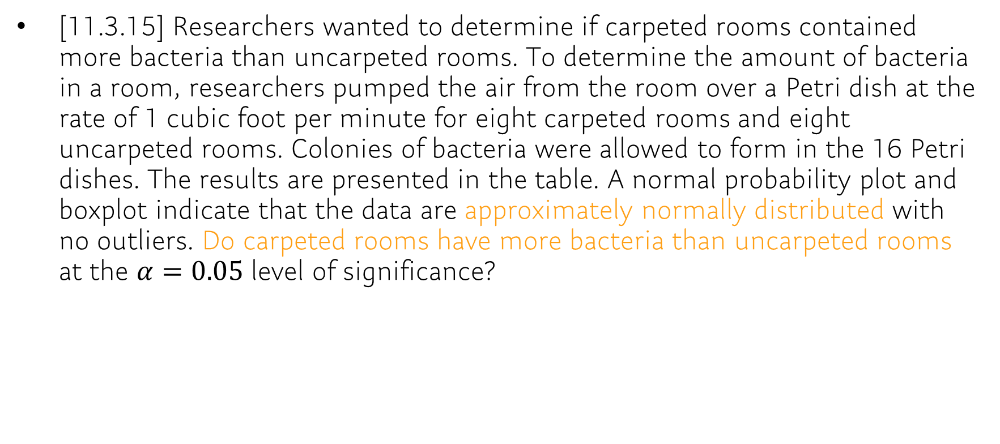 • [11.3.15] Researchers wanted to determine if carpeted rooms contained
more bacteria than uncarpeted rooms. To determine the amount of bacteria
in a room, researchers pumped the air from the room over a Petri dish at the
rate of 1 cubic foot per minute for eight carpeted rooms and eight
uncarpeted rooms. Colonies of bacteria were allowed to form in the 16 Petri
dishes. The results are presented in the table. A normal probability plot and
boxplot indicate that the data are approximately normally distributed with
no outliers. Do carpeted rooms have more bacteria than uncarpeted rooms
at the α = 0.05 level of significance?